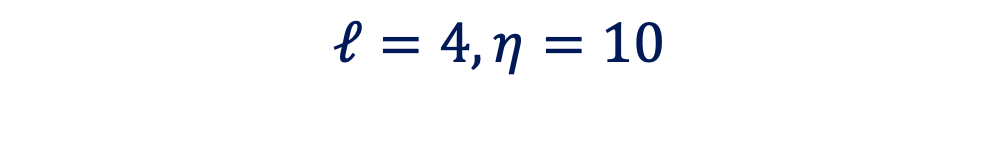 ℓ = 4, η = 10